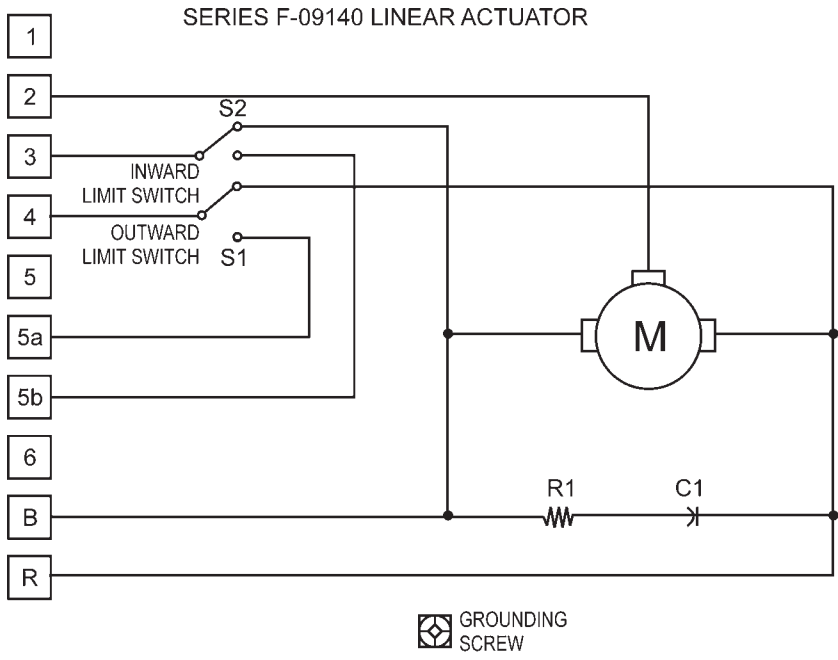 SERIES F-09140 LINEAR ACTUATOR
1
2
S2
3
INWARD
LIMIT SWITCH
4
OUTWARD
LIMIT SWITCH
S1
5
5a
M
5b
6
R1
C1
B
R
GROUNDING
SCREW